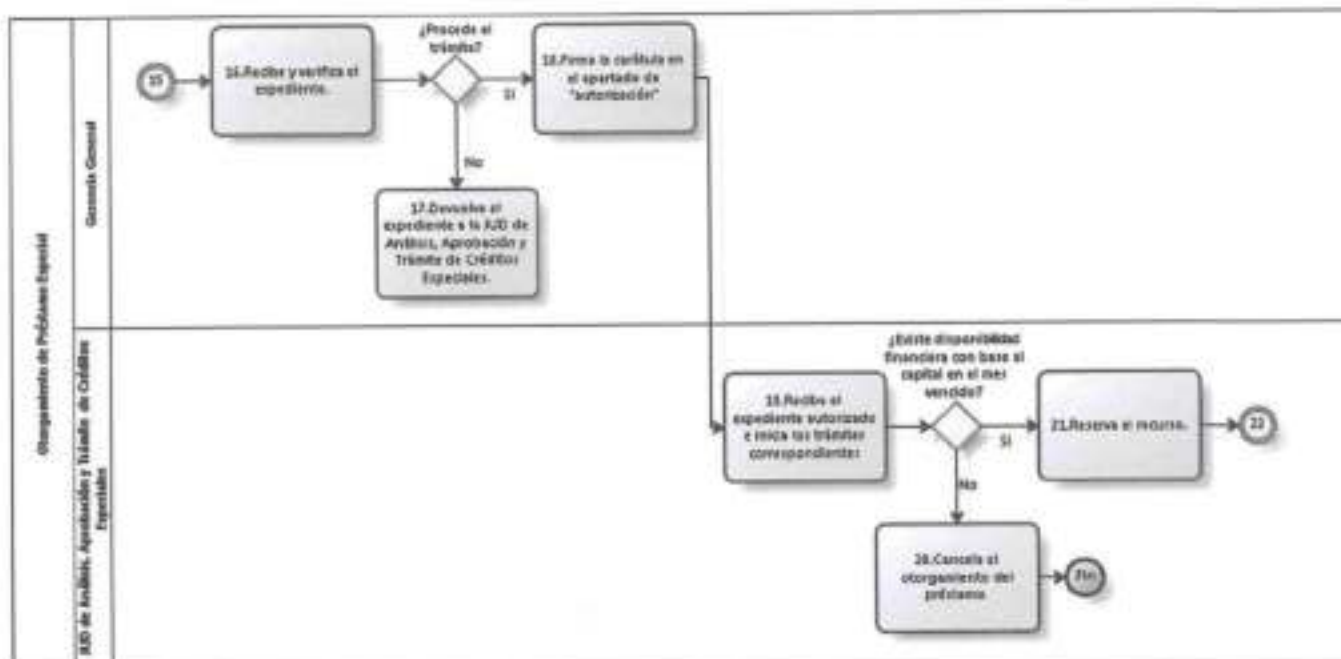 Otorgamiento de Préstamo Especial
Gerencia General
15
16.Recibe y verifica el
expediente.
¿Procede el
trámite?
Si
No
18.Firma la carátula en
el apartado de
"autorización"
17.Devuelve el
expediente a la JUD de
Análisis, Aprobación y
Trámite de Créditos
Especiales.
JUD de Análisis, Aprobación y Trámite de Créditos
Especiales
19.Recibe el
expediente autorizado
e inicia los trámites
correspondientes
¿Existe disponibilidad
financiera con base al
capital en el mes
vencido?
Si
No
21.Reserva el recurso.
22
20.Cancela el
otorgamiento del
préstamo
Fin